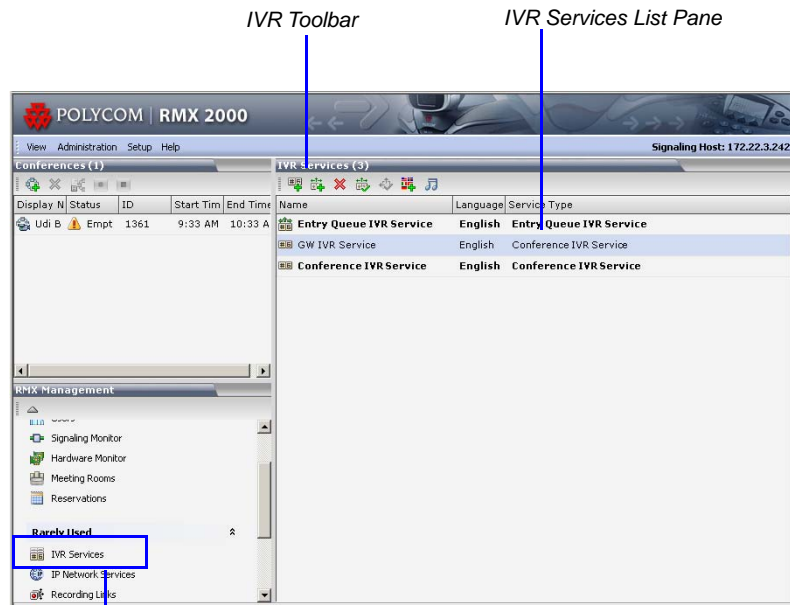 IVR Toolbar
IVR Services List Pane
POLYCOM | RMX 2000
View Administration Setup Help
Signaling Host: 172.22.3.242
Conferences (1)
Display N Status ID Start Tim End Time
Udi B Empt 1361 9:33 AM 10:33 A
IVR Services (3)
Name Language Service Type
Entry Queue IVR Service English Entry Queue IVR Service
GW IVR Service English Conference IVR Service
Conference IVR Service English Conference IVR Service
RMX Management
Signaling Monitor
Hardware Monitor
Meeting Rooms
Reservations
Rarely Used
IVR Services
IP Network Services
Recording Links